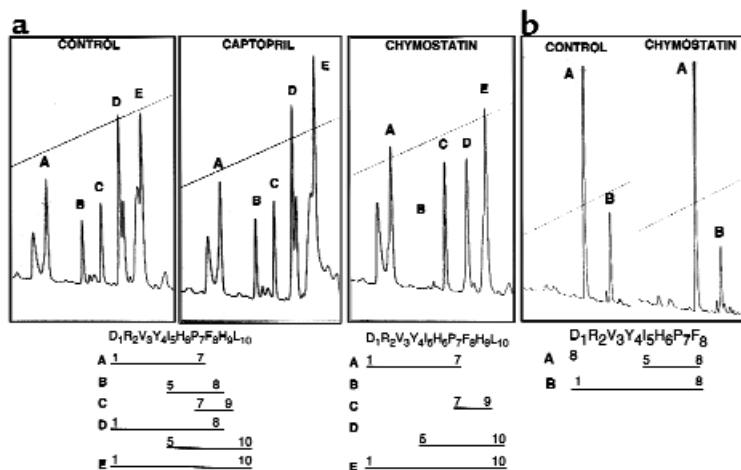 a
b
CONTROL
CAPTOPRIL
CHYMOSTATIN
CONTROL
CHYMOSTATIN
A
B
C
D
E
A
B
C
D
E
A
B
C
D
E
A
B
A
B
D1R2V3Y4I5H6P7F8H9L10
A 1 7
B 5 8
C 7 9
D 1 8
5 10
E 1 10
D1R2V3Y4I5H6P7F8H9L10
A 1 7
B
C 7 9
D
5 10
E 1 10
D1R2V3Y4I5H6P7F8
A 8 5 8
B 1 8